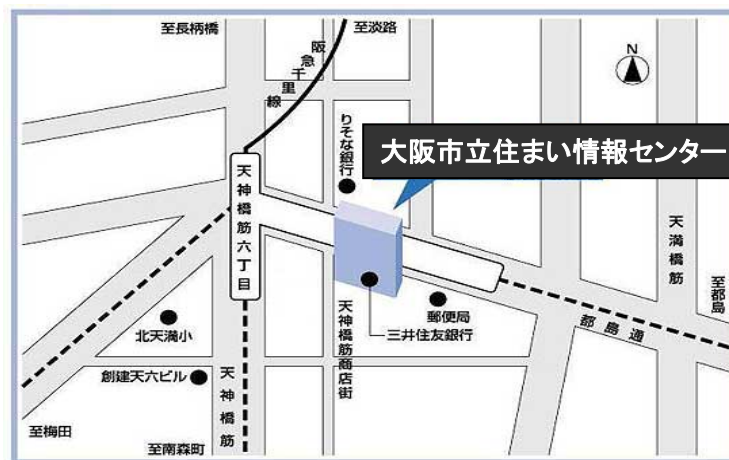 至長柄橋
至淡路
阪急千里線
N
りそな銀行
大阪市立住まい情報センター
天神橋筋六丁目
天満橋筋
至都島
北天満小
郵便局
三井住友銀行
都島通
天神橋筋商店街
創建天六ビル
天神橋筋
至梅田
至南森町